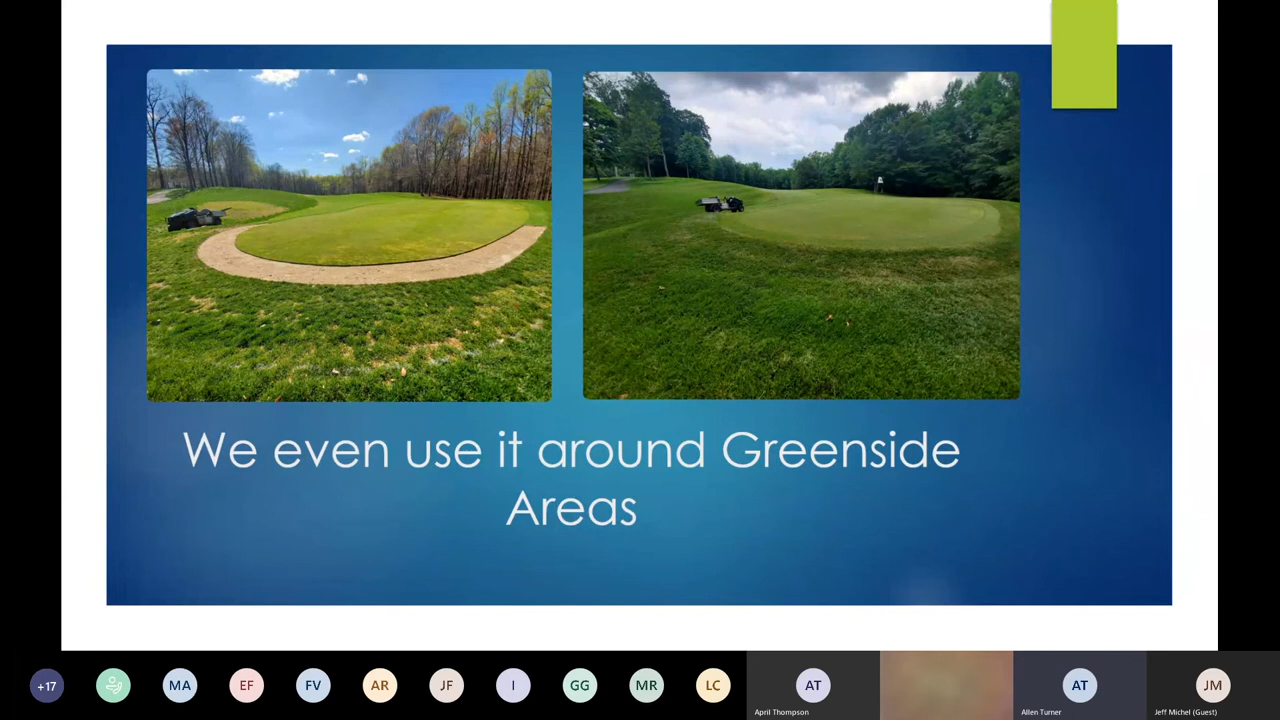 We even use it around Greenside
Areas
+17
MA
EF
FV
AR
JF
I
GG
MR
LC
AT
April Thompson
AT
Allen Turner
JM
Jeff Michel (Guest)